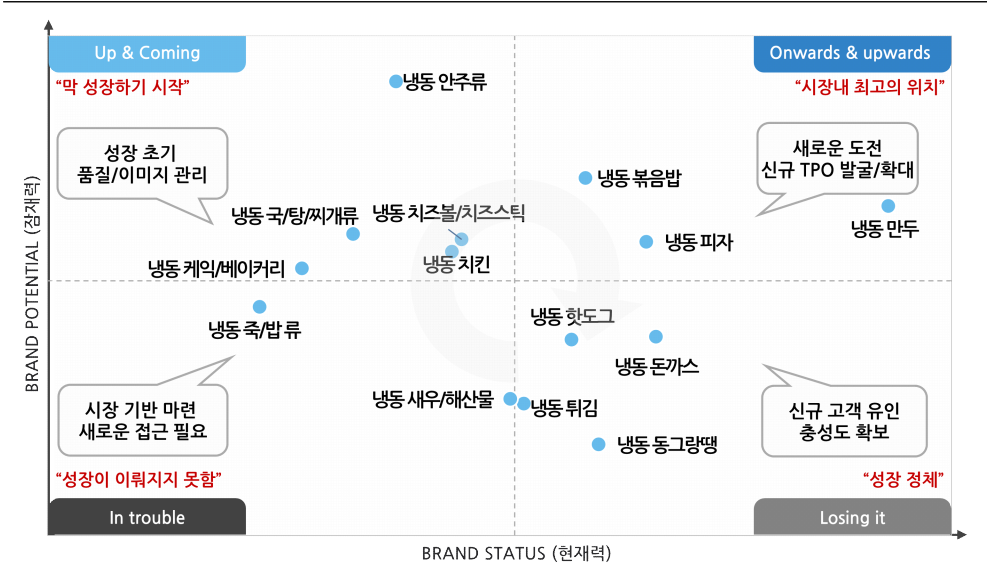 Up & Coming
Onwards & upwards
“막 성장하기 시작”
“시장내 최고의 위치”
냉동 안주류
성장 초기
품질/이미지 관리
새로운 도전
신규 TPO 발굴/확대
냉동 볶음밥
냉동 국/탕/찌개류
냉동 치즈볼/치즈스틱
냉동 만두
냉동 피자
냉동 치킨
냉동 케익/베이커리
냉동 죽/밥 류
냉동 핫도그
냉동 돈까스
냉동 새우/해산물
냉동 튀김
냉동 동그랑땡
시장 기반 마련
새로운 접근 필요
신규 고객 유인
충성도 확보
“성장이 이뤄지지 못함”
“성장 정체”
In trouble
Losing it
BRAND POTENTIAL (잠재력)
BRAND STATUS (현재력)